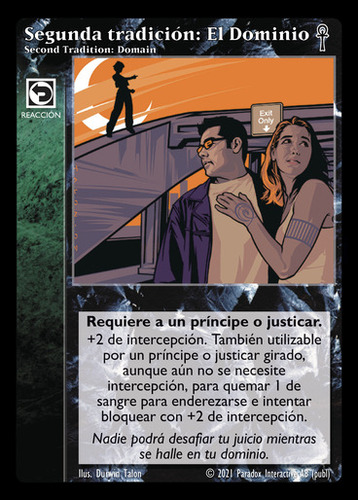 Segunda tradición: El Dominio
Second Tradition: Domain
REACCIÓN
Exit
Only
Requiere a un príncipe o justicar.
+2 de intercepción. También utilizable
por un príncipe o justicar girado,
aunque aún no se necesite
intercepción, para quemar 1 de
sangre para enderezarse e intentar
bloquear con +2 de intercepción.
Nadie podrá desafiar tu juicio mientras
se halle en tu dominio.
Ilus. Durwin Talon
© 2021 Paradox Interactive AB (publ)